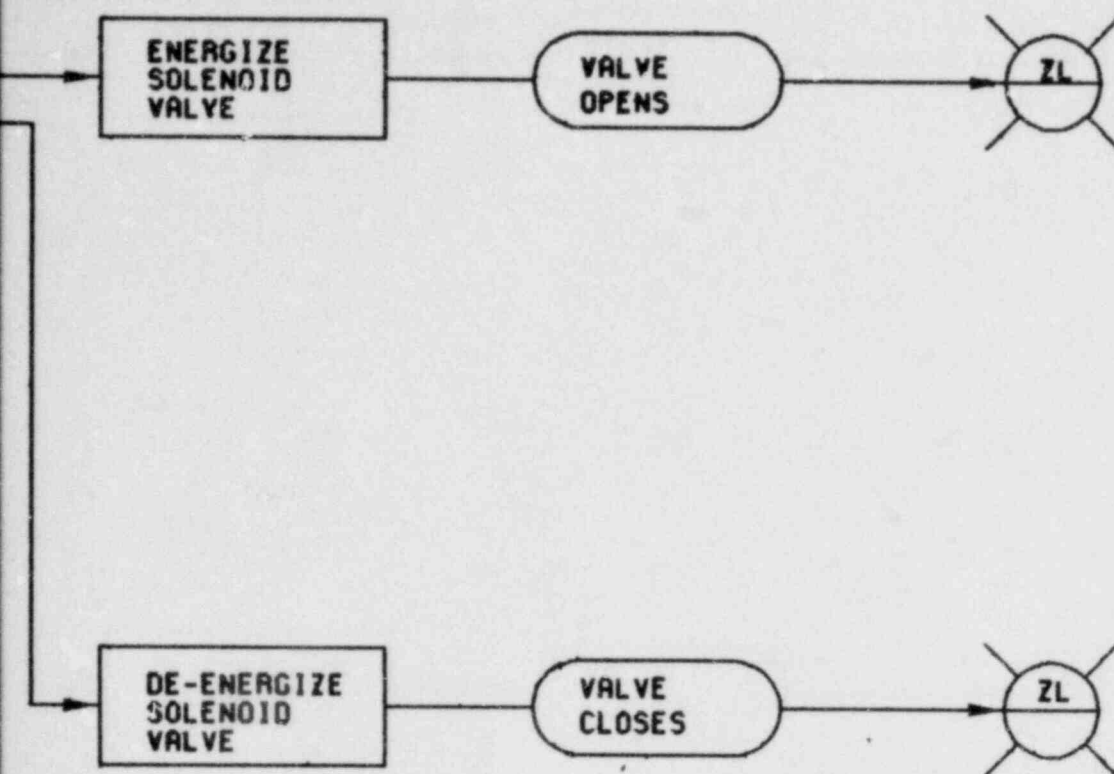 ENERGIZE
SOLENOID
VALVE
VALVE
OPENS
ZL
DE-ENERGIZE
SOLENOID
VALVE
VALVE
CLOSES
ZL